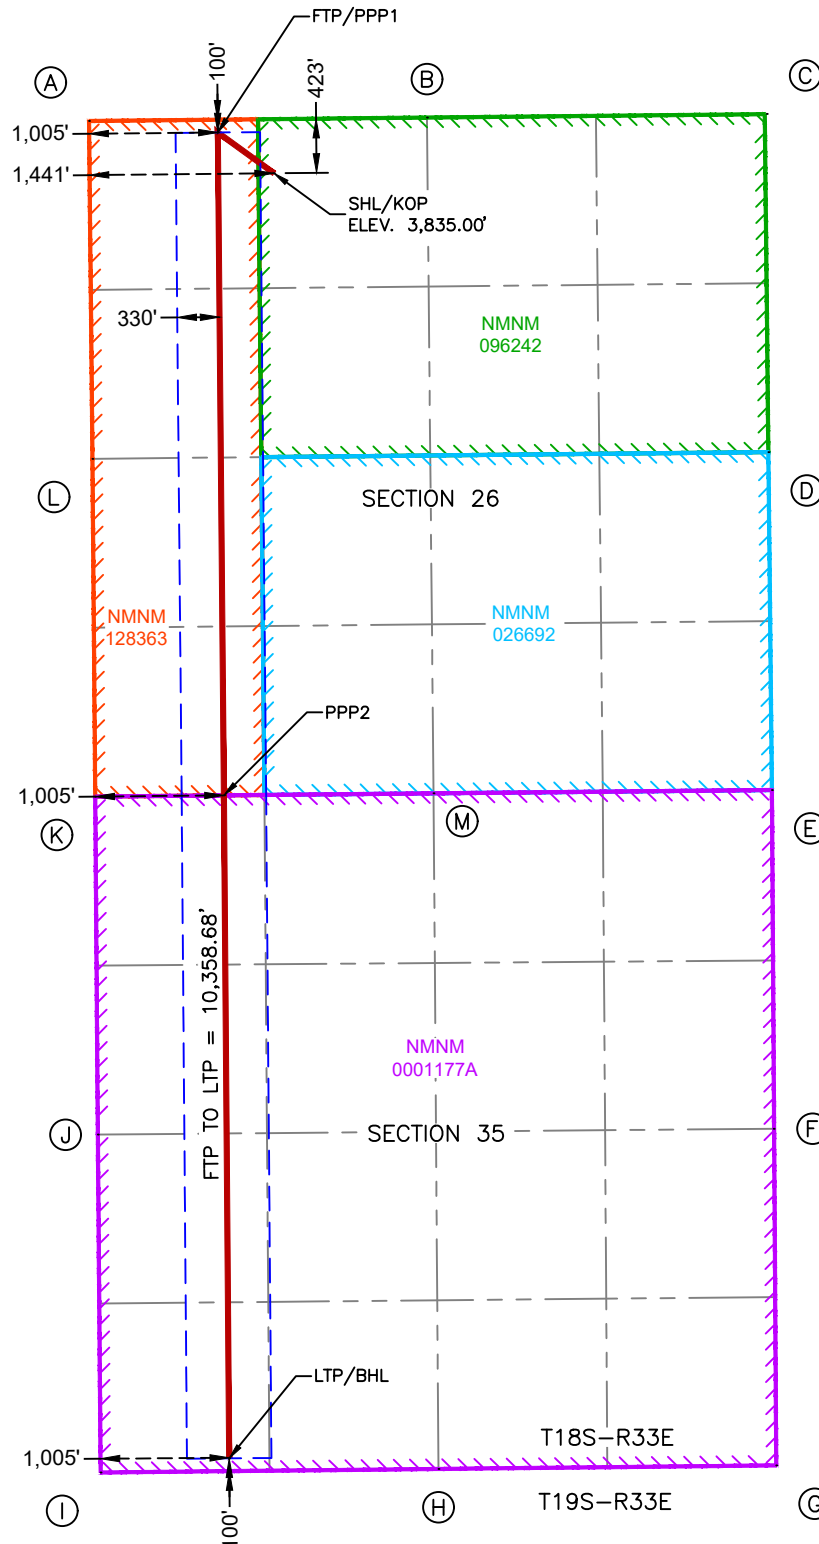 FTP/PPP1
A
100'
423'
B
C
1,005'
1,441'
SHL/KOP
ELEV. 3,835.00'
330'
NMNM
096242
L
SECTION 26
D
NMNM
128363
NMNM
026692
PPP2
1,005'
K
M
E
FTP TO LTP = 10,358.68'
NMNM
0001177A
J
SECTION 35
F
LTP/BHL
1,005'
T18S-R33E
I
100'
H
T19S-R33E
G